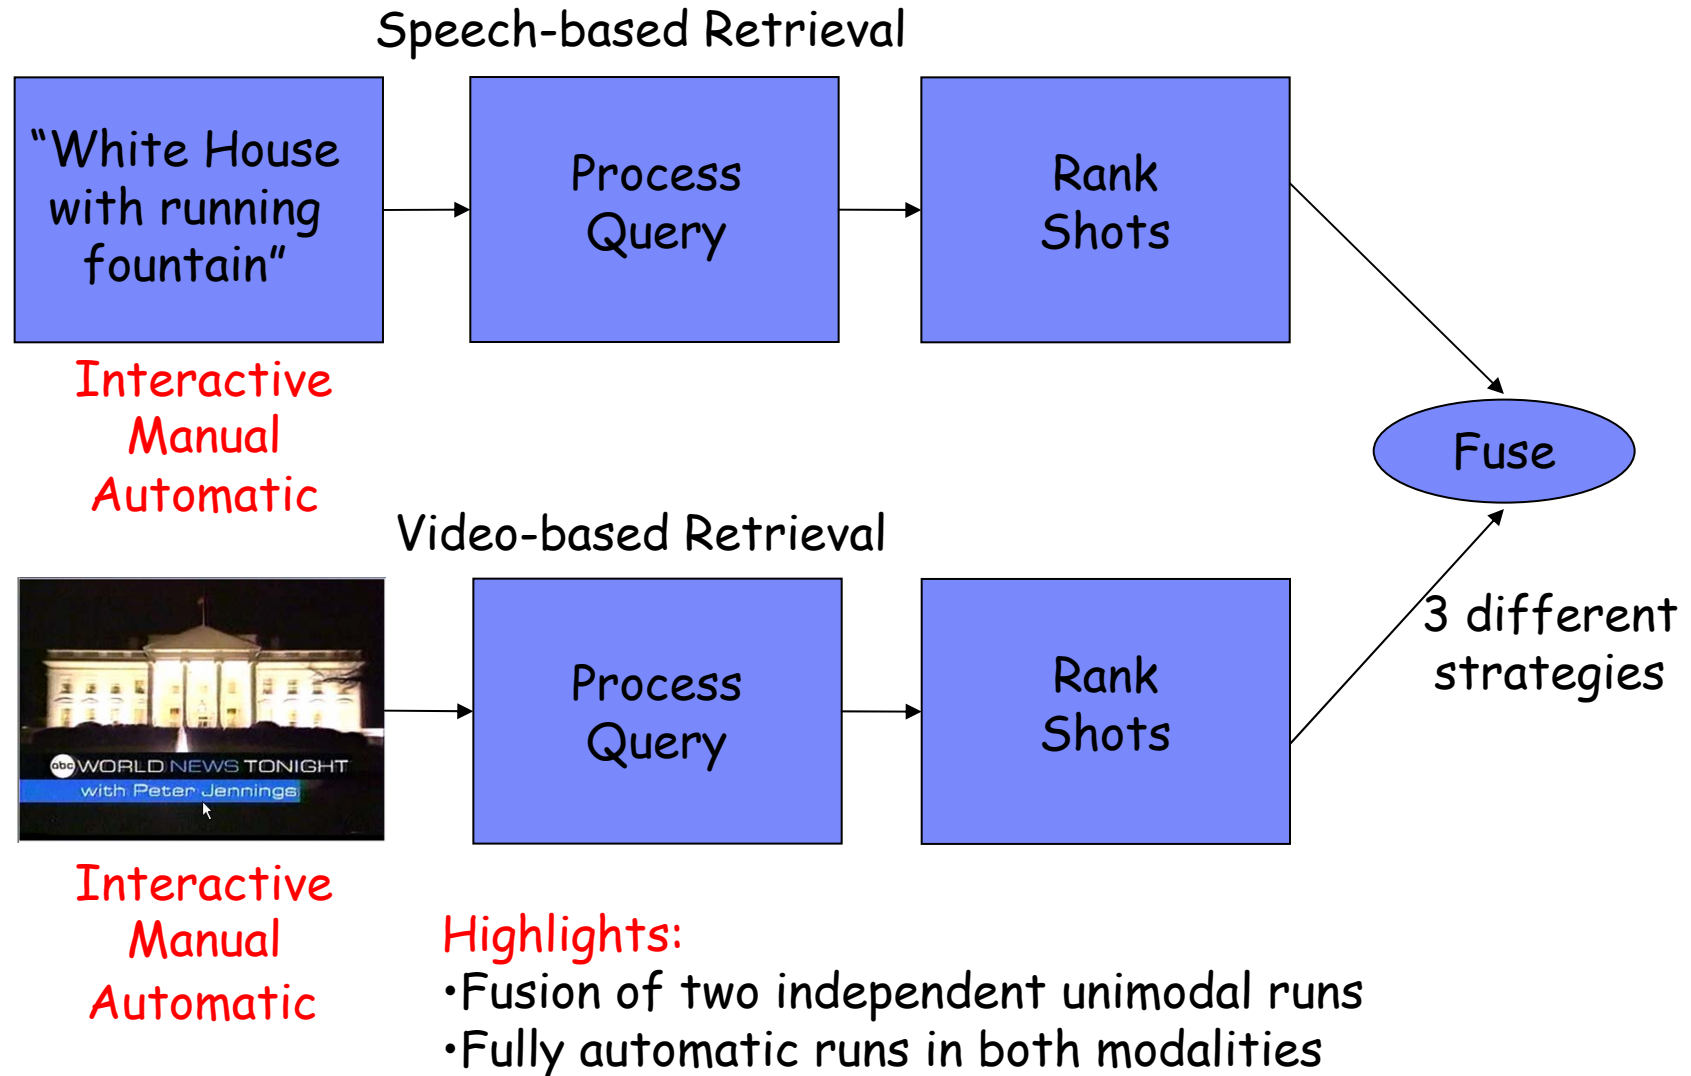 Speech-based Retrieval
“White House
with running
fountain”
Process
Query
Rank
Shots
Interactive
Manual
Automatic
Fuse
Video-based Retrieval
abc WORLD NEWS TONIGHT
with Peter Jennings
Process
Query
Rank
Shots
3 different
strategies
Interactive
Manual
Automatic
Highlights:
•Fusion of two independent unimodal runs
•Fully automatic runs in both modalities